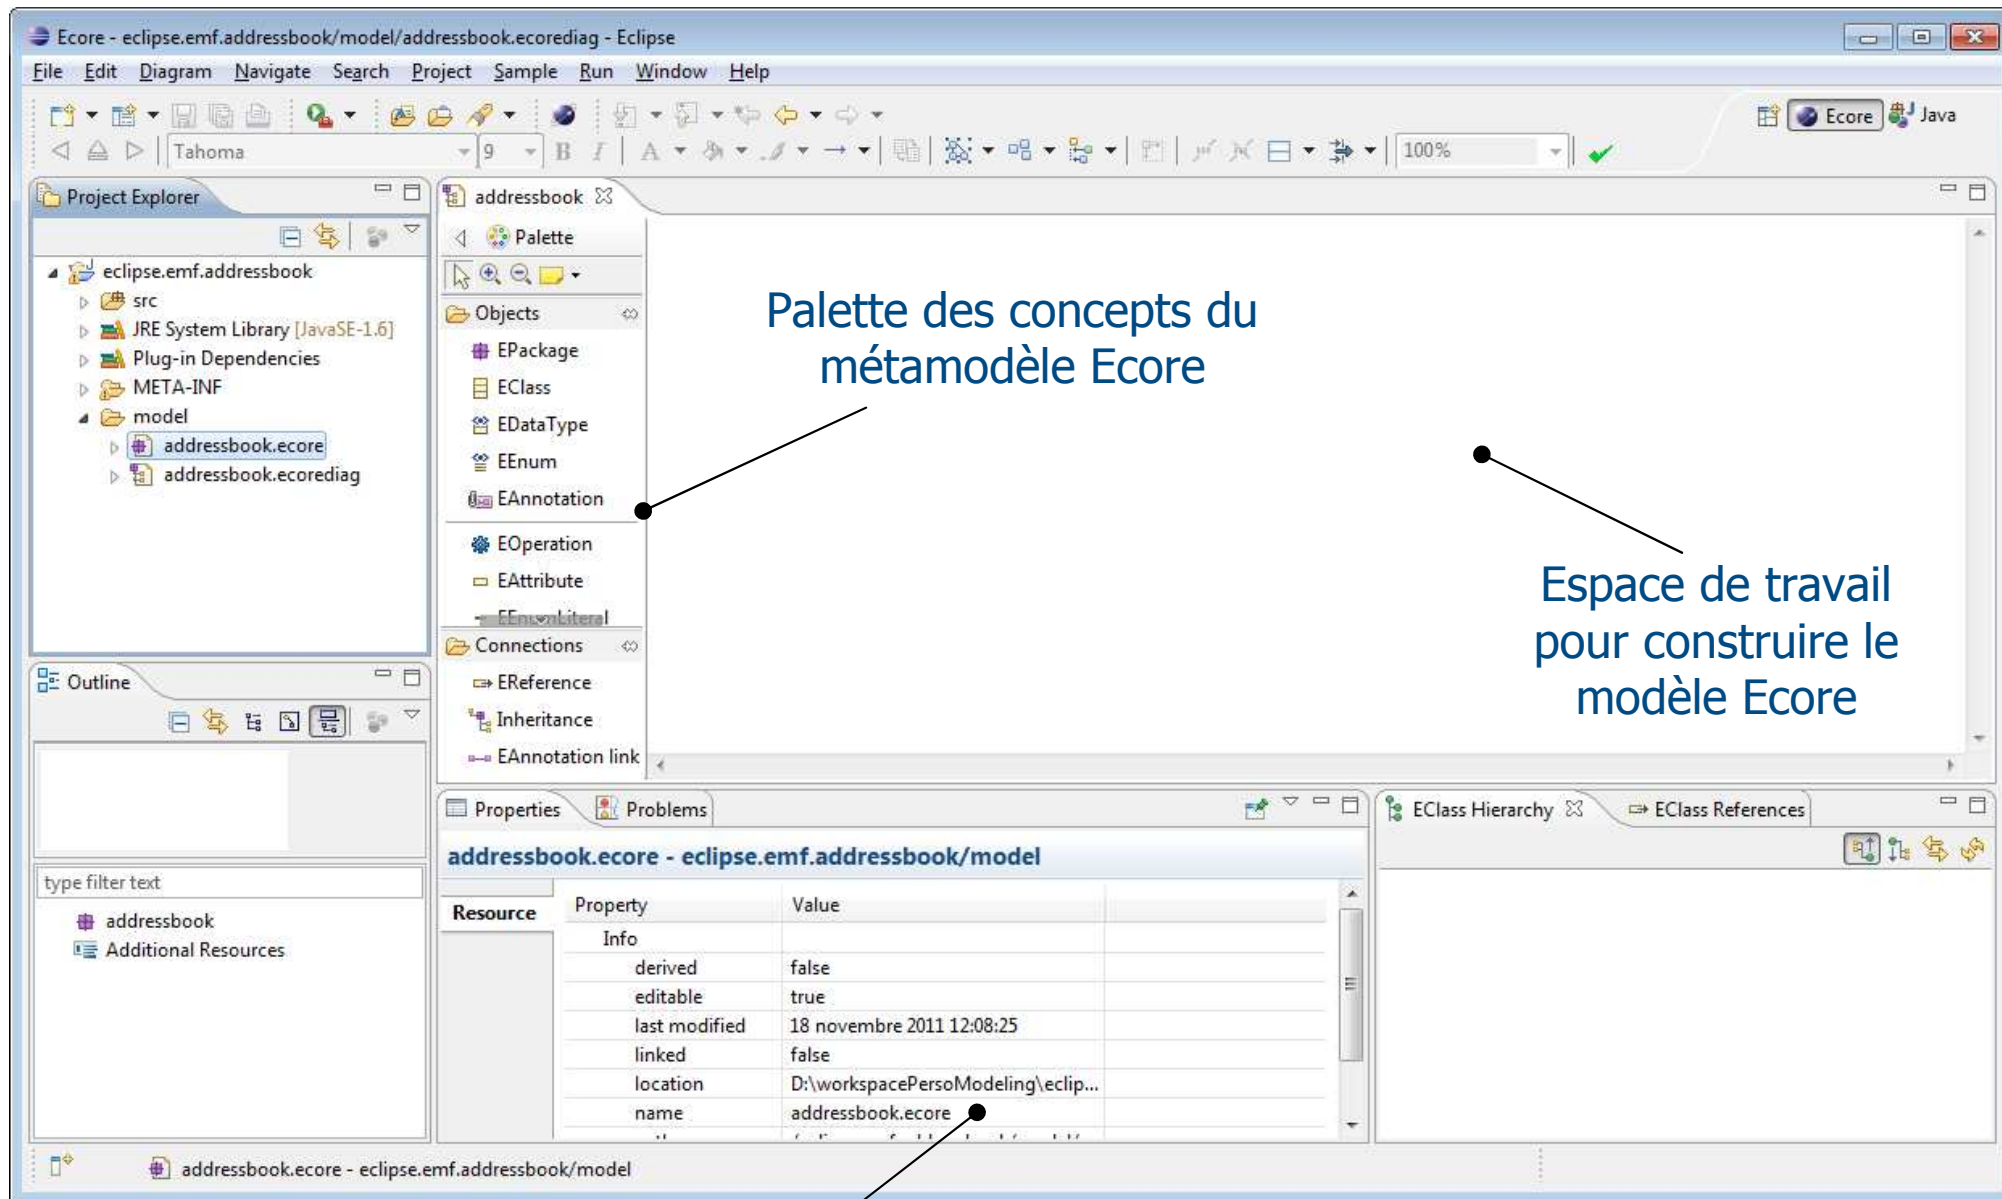 Ecore - eclipse.emf.addressbook/model/addressbook.ecorediag - Eclipse
File Edit Diagram Navigate Search Project Sample Run Window Help
Ecore Java
Tahoma 9 B I A 100%
Project Explorer
eclipse.emf.addressbook
src
JRE System Library [JavaSE-1.6]
Plug-in Dependencies
META-INF
model
addressbook.ecore
addressbook.ecorediag
addressbook
Palette
Objects
EPackage
EClass
EDataType
EEnum
EAnnotation
EOperation
EAttribute
EEnumLiteral
Connections
EReference
Inheritance
EAnnotation link
Palette des concepts du
métamodèle Ecore
Espace de travail
pour construire le
modèle Ecore
Outline
type filter text
addressbook
Additional Resources
Properties Problems
addressbook.ecore - eclipse.emf.addressbook/model
Resource
Property Value
Info
derived false
editable true
last modified 18 novembre 2011 12:08:25
linked false
location D:\workspacePersoModeling\eclip...
name addressbook.ecore
EClass Hierarchy EClass References
addressbook.ecore - eclipse.emf.addressbook/model